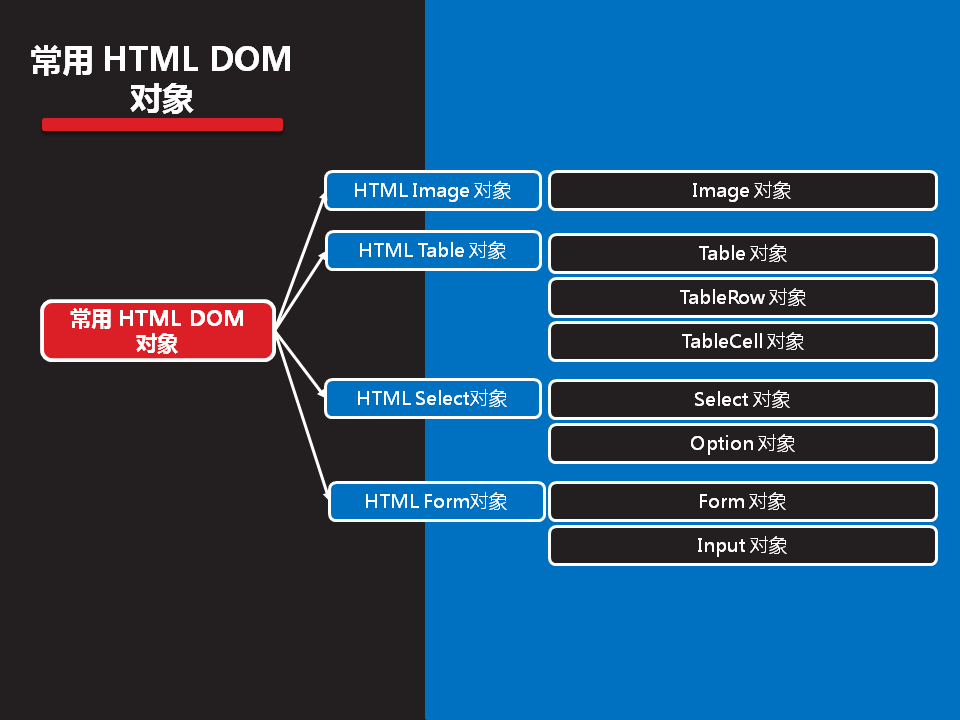 常用 HTML DOM
对象
HTML Image 对象
Image 对象
HTML Table 对象
Table 对象
TableRow 对象
TableCell 对象
常用 HTML DOM
对象
HTML Select对象
Select 对象
Option 对象
HTML Form对象
Form 对象
Input 对象